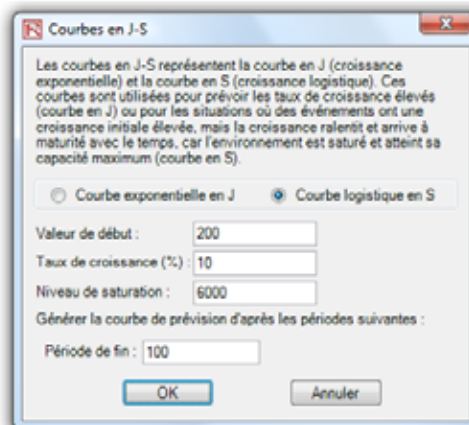 Courbes en J-S
Les courbes en J-S représentent la courbe en J (croissance
exponentielle) et la courbe en S (croissance logistique). Ces
courbes sont utilisées pour prévoir les taux de croissance élevés
(courbe en J) ou pour les situations où des événements ont une
croissance initiale élevée, mais la croissance ralentit et arrive à
maturité avec le temps, car l'environnement est saturé et atteint sa
capacité maximum (courbe en S).
Courbe exponentielle en J Courbe logistique en S
Valeur de début : 200
Taux de croissance (%) : 10
Niveau de saturation : 6000
Générer la courbe de prévision d'après les périodes suivantes :
Période de fin : 100
OK Annuler